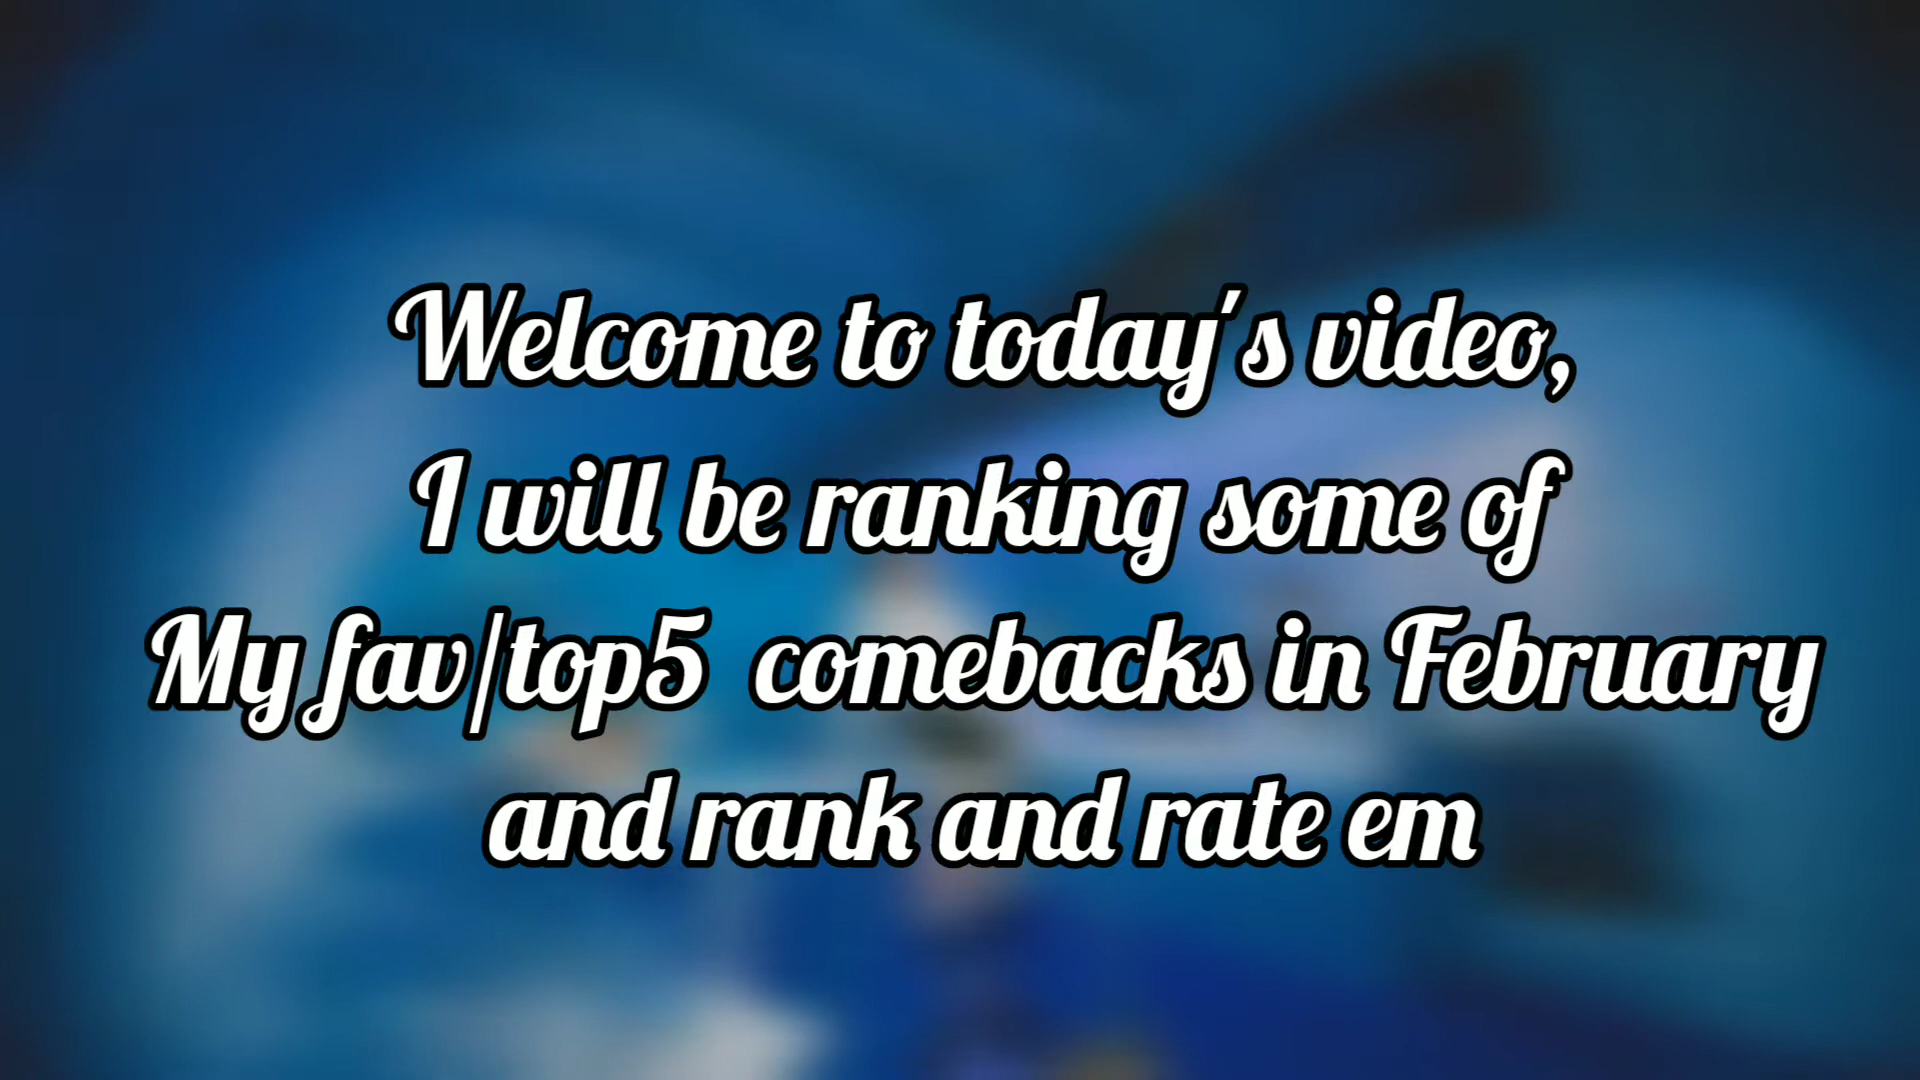 Welcome to today's video,
I will be ranking some of
My fav/top5 comebacks in February
and rank and rate em